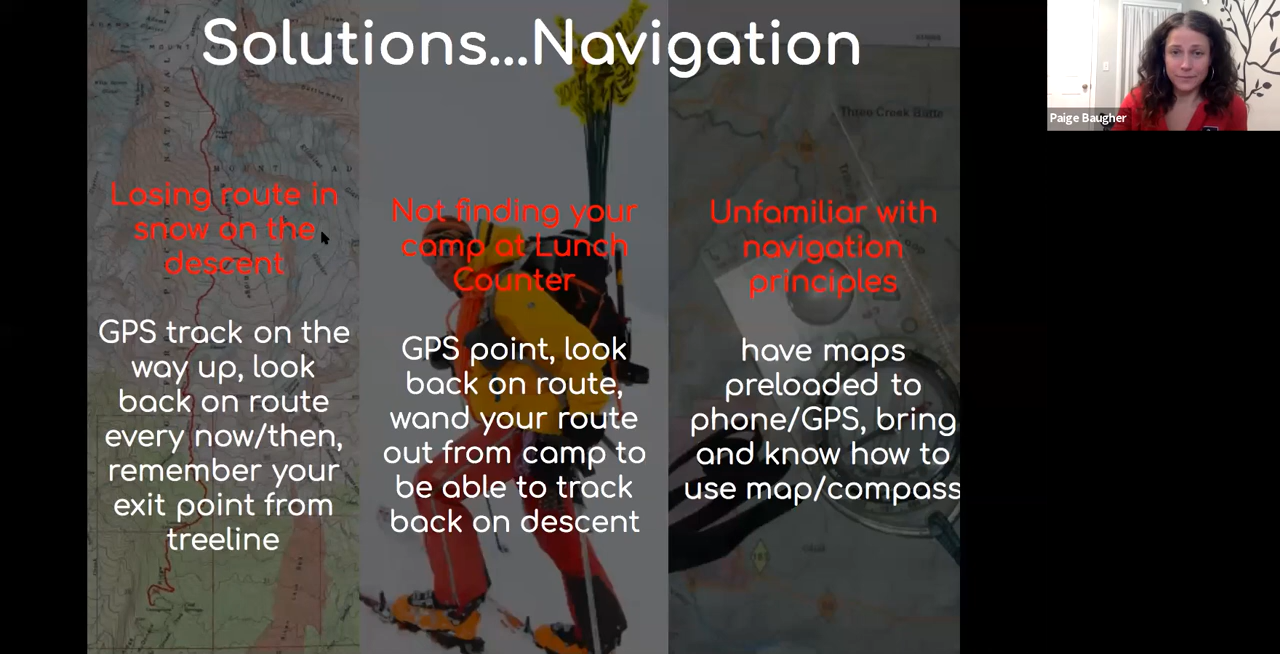 Solutions...Navigation
Losing route in
snow on the
descent
GPS track on the
way up, look
back on route
every now/then,
remember your
exit point from
treeline
Not finding your
camp at Lunch
Counter
GPS point, look
back on route,
wand your route
out from camp to
be able to track
back on descent
Three Creek Butte
Unfamiliar with
navigation
principles
have maps
preloaded to
phone/GPS, bring
and know how to
use map/compass
Paige Baugher